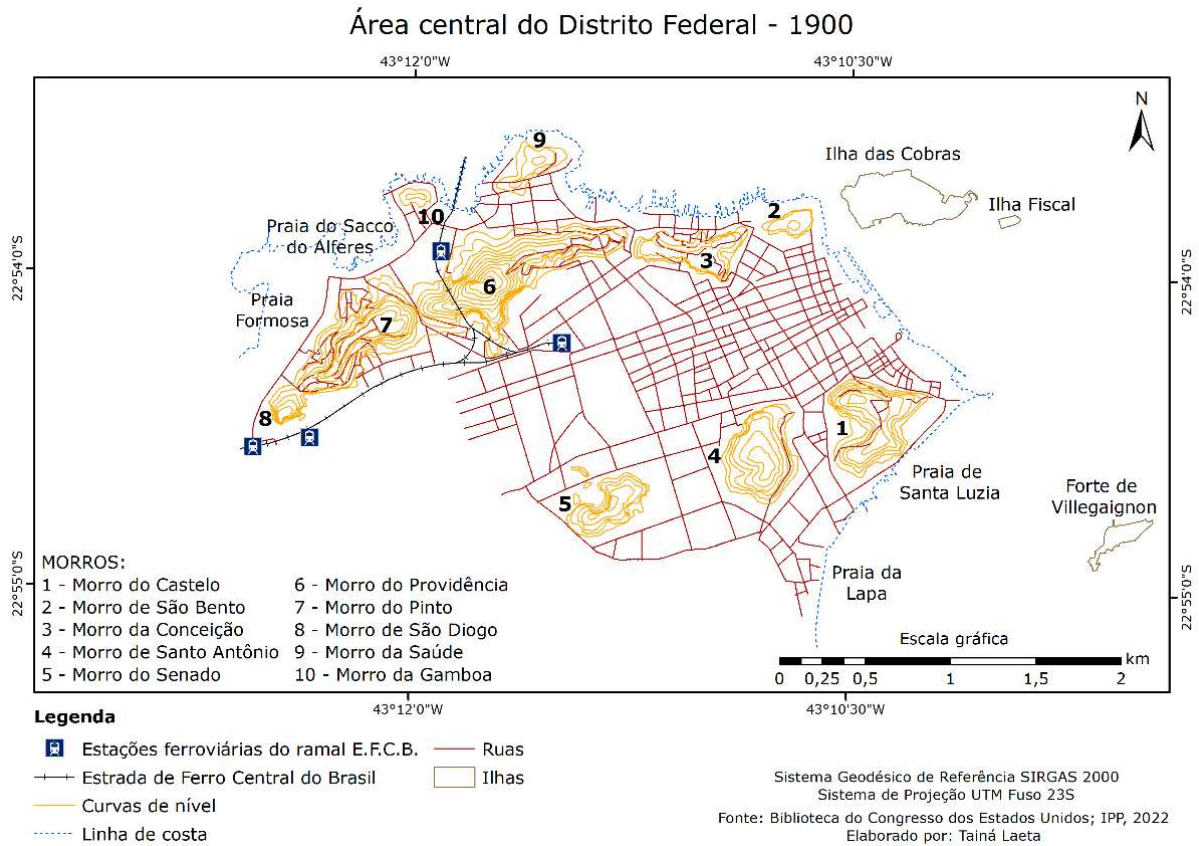 Área central do Distrito Federal - 1900
43°12'0"W
43°10'30"W
N
9
Ilha das Cobras
2
Ilha Fiscal
10
Praia do Sacco
do Alferes
3
22°54'0"S
22°54'0"S
6
Praia
Formosa
7
8
1
4
Praia de
Santa Luzia
5
Forte de
Villegaignon
MORROS:
1 - Morro do Castelo
2 - Morro de São Bento
3 - Morro da Conceição
4 - Morro de Santo Antônio
5 - Morro do Senado
6 - Morro do Providência
7 - Morro do Pinto
8 - Morro de São Diogo
9 - Morro da Saúde
10 - Morro da Gamboa
22°55'0"S
22°55'0"S
Praia da
Lapa
Escala gráfica
km
0 0,25 0,5 1 1,5 2
43°12'0"W
43°10'30"W
Legenda
Estações ferroviárias do ramal E.F.C.B.
Estrada de Ferro Central do Brasil
Curvas de nível
Linha de costa
Ruas
Ilhas
Sistema Geodésico de Referência SIRGAS 2000
Sistema de Projeção UTM Fuso 23S
Fonte: Biblioteca do Congresso dos Estados Unidos; IPP, 2022
Elaborado por: Tainá Laeta